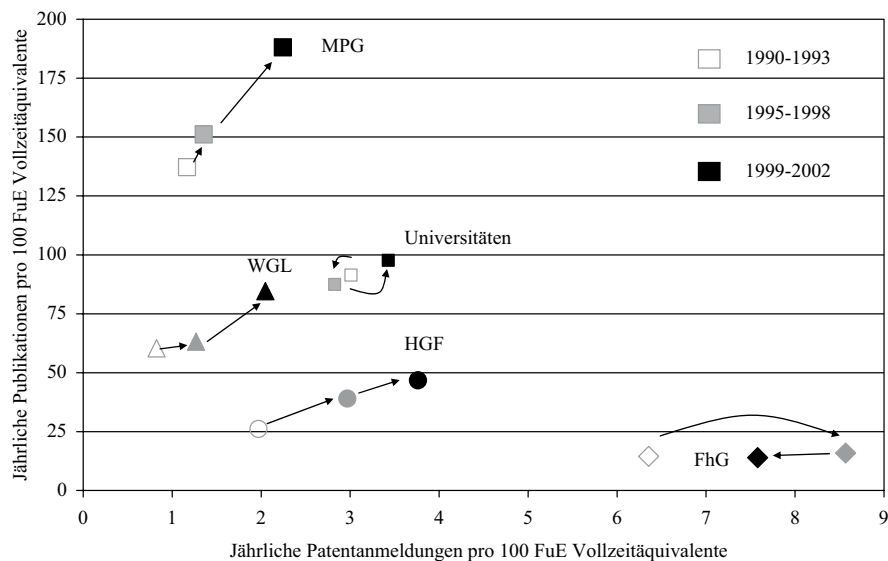 Jährliche Publikationen pro 100 FuE Vollzeitäquivalente
200
175
150
125
100
75
50
25
0
MPG
1990-1993
1995-1998
1999-2002
Universitäten
WGL
HGF
FhG
0 1 2 3 4 5 6 7 8 9
Jährliche Patentanmeldungen pro 100 FuE Vollzeitäquivalente